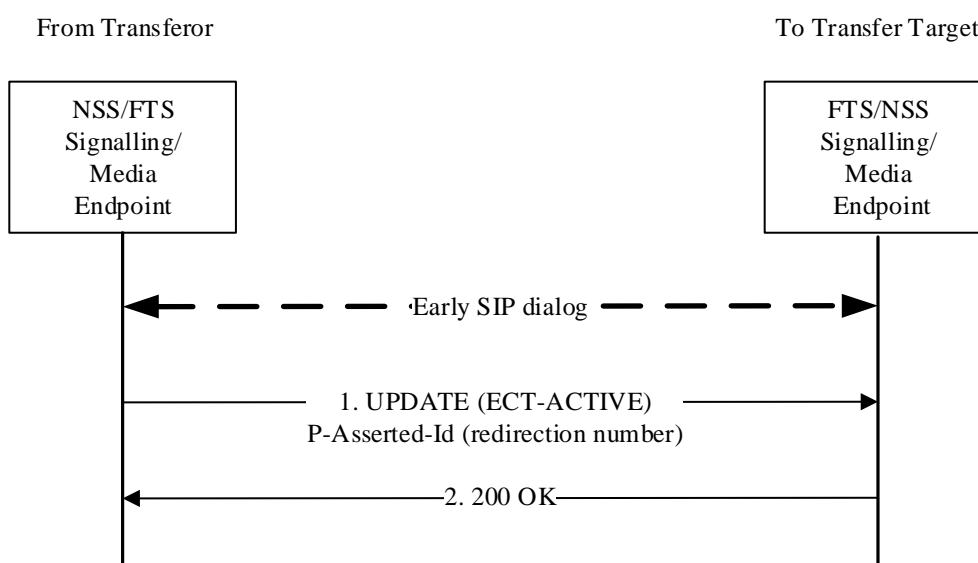 From Transferor
To Transfer Target
NSS/FTS
Signalling/
Media
Endpoint
FTS/NSS
Signalling/
Media
Endpoint
Early SIP dialog
1. UPDATE (ECT-ACTIVE)
P-Asserted-Id (redirection number)
2. 200 OK